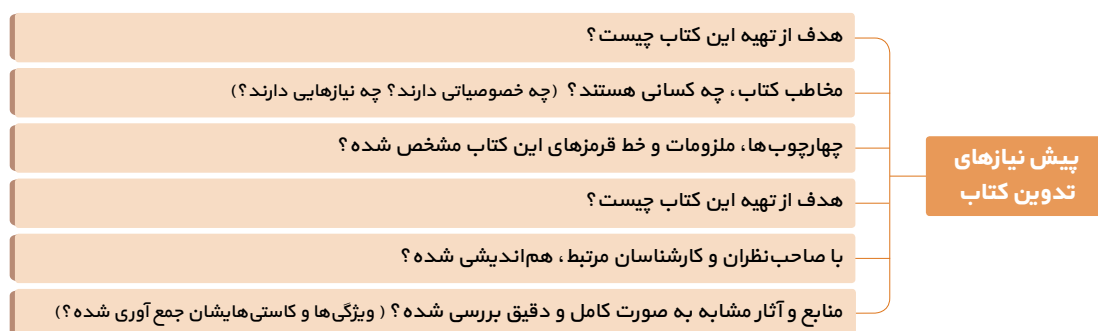 پیش نیازهای
تدوین کتاب
هدف از تهیه این کتاب چیست؟
مخاطب کتاب، چه کسانی هستند؟ (چه خصوصیاتی دارند؟ چه نیازهایی دارند؟)
چهارچوب‌ها، ملزومات و خط قرمزهای این کتاب مشخص شده؟
هدف از تهیه این کتاب چیست؟
با صاحب‌نظران و کارشناسان مرتبط، هم‌اندیشی شده؟
منابع و آثار مشابه به صورت کامل و دقیق بررسی شده؟ ( ویژگی‌ها و کاستی‌هایشان جمع آوری شده؟)